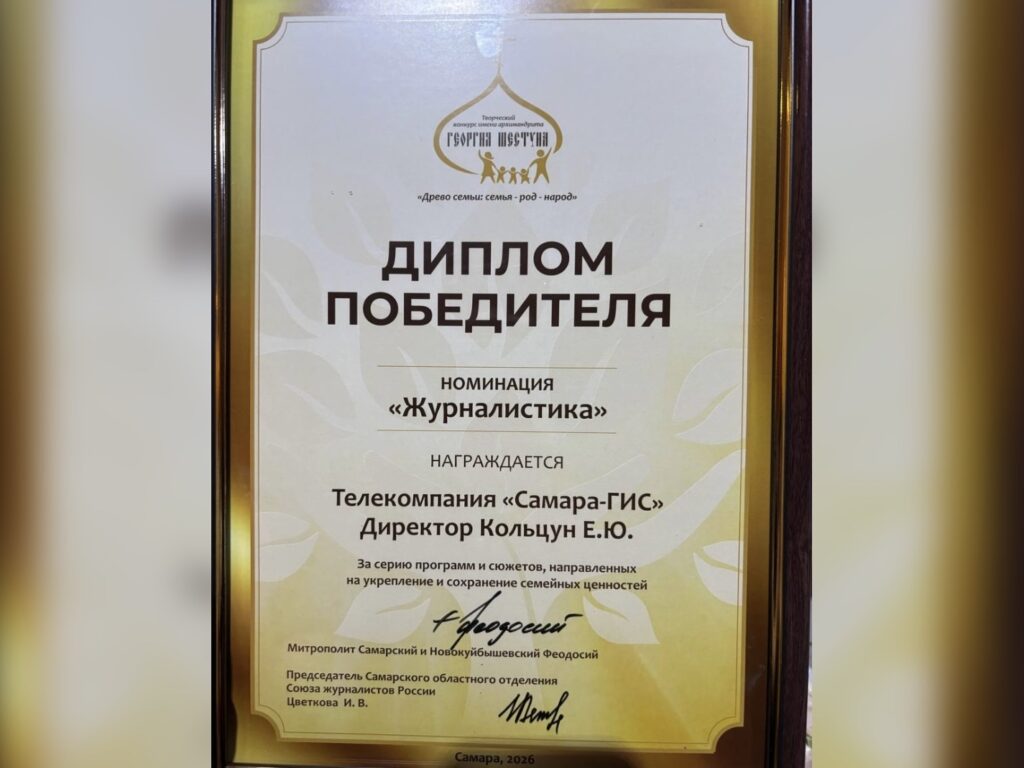 Творческий
конкурс имени архимандрита
ГЕОРГИЯ ШЕСТУНА
«Древо семьи: семья - род - народ»
ДИПЛОМ
ПОБЕДИТЕЛЯ
НОМИНАЦИЯ
«Журналистика»
НАГРАЖДАЕТСЯ
Телекомпания «Самара-ГИС»
Директор Кольцун Е.Ю.
За серию программ и сюжетов, направленных
на укрепление и сохранение семейных ценностей
Феодосий
Митрополит Самарский и Новокуйбышевский Феодосий
Председатель Самарского областного отделения
Союза журналистов России
Цветкова И. В.
Самара, 2026